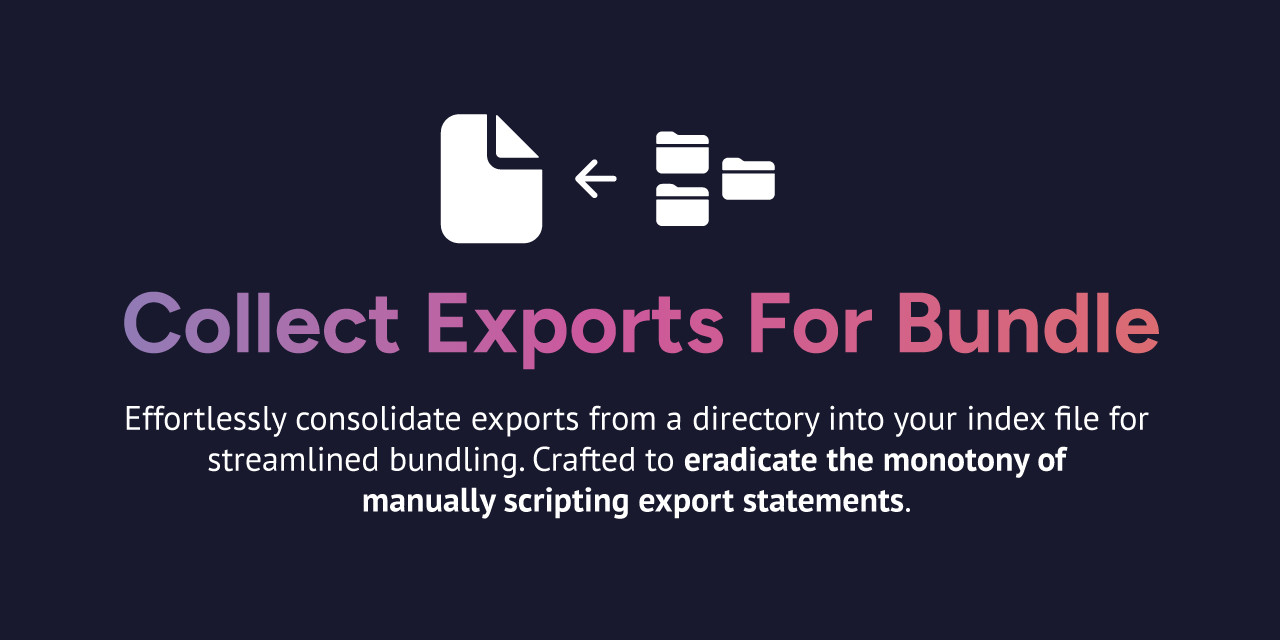 Collect Exports For Bundle
Effortlessly consolidate exports from a directory into your index file for
streamlined bundling. Crafted to eradicate the monotony of
manually scripting export statements.